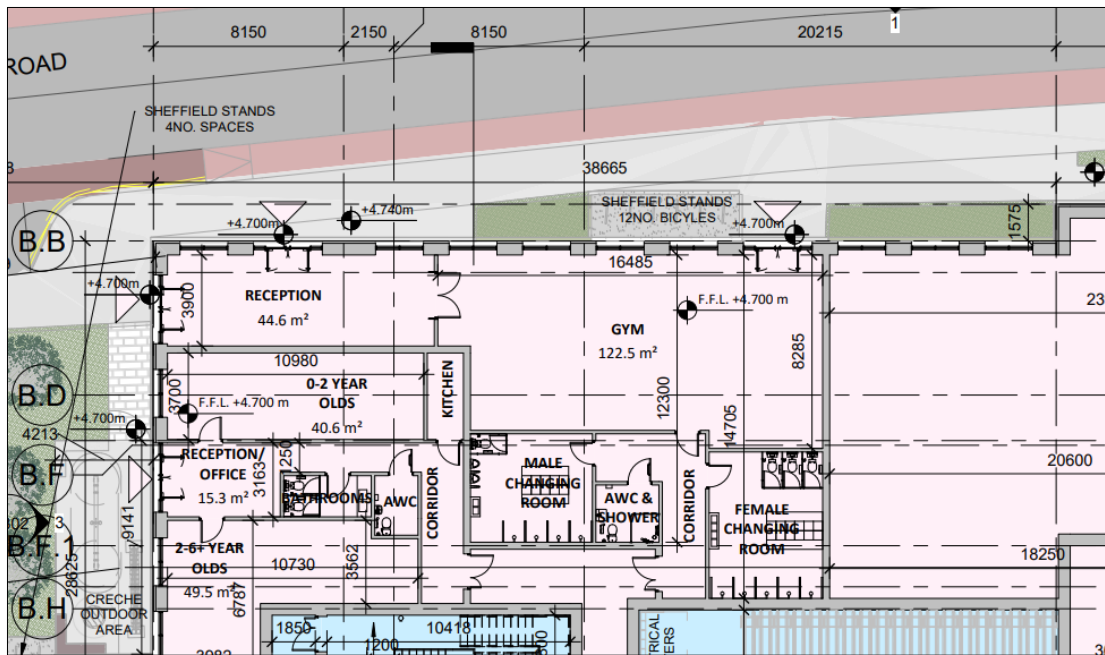 8150
2150
8150
20215
1
ROAD
SHEFFIELD STANDS
4NO. SPACES
38665
SHEFFIELD STANDS
12NO. BICYLES
1575
+4.700m
+4.740m
+4.700m
B.B
16485
+4.700m
3900
RECEPTION
44.6 m²
F.F.L. +4.700 m
GYM
122.5 m²
8285
10980
0-2 YEAR
OLDS
40.6 m²
3700
F.F.L. +4.700 m
KITCHEN
12300
14705
B.D
+4.700m
4213
B.F
RECEPTION/
OFFICE
15.3 m²
3163
1250
BATHROOMS
AWC
CORRIDOR
MALE
CHANGING
ROOM
AWC &
SHOWER
CORRIDOR
FEMALE
CHANGING
ROOM
20600
3
9141
B.F.1
2-6+ YEAR
OLDS
49.5 m²
10730
3562
6787
18250
28625
B.H
CRECHE
OUTDOOR
AREA
1850
10418
1200